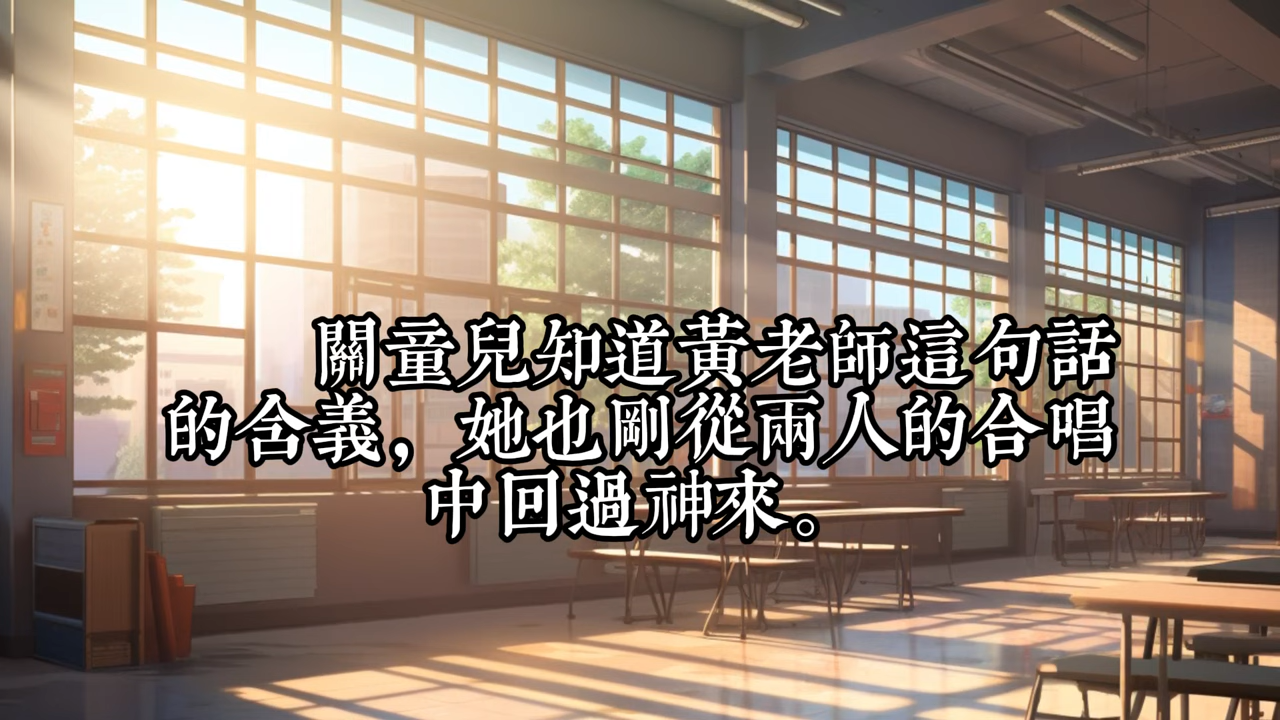 關童兒知道黃老師這句話
的含義，她也剛從兩人的合唱
中回過神來。